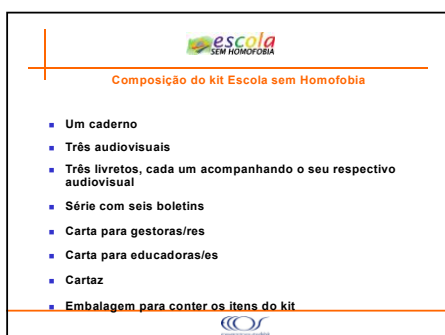 escola
SEM HOMOFOBIA
Composição do kit Escola sem Homofobia
Um caderno
Três audiovisuais
Três livretos, cada um acompanhando o seu respectivo
audiovisual
Série com seis boletins
Carta para gestoras/res
Carta para educadoras/es
Cartaz
Embalagem para conter os itens do kit